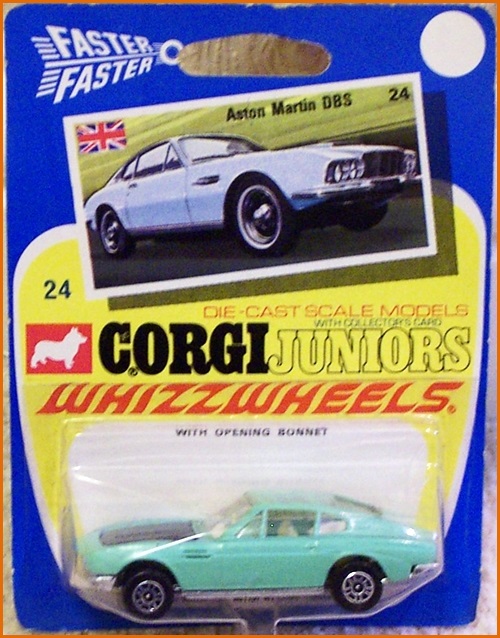 FASTER
FASTER
Aston Martin DBS
24
24
DIE-CAST SCALE MODELS
WITH COLLECTOR'S CARD
CORGI JUNIORS
WHIZZWHEELS.®
WITH OPENING BONNET